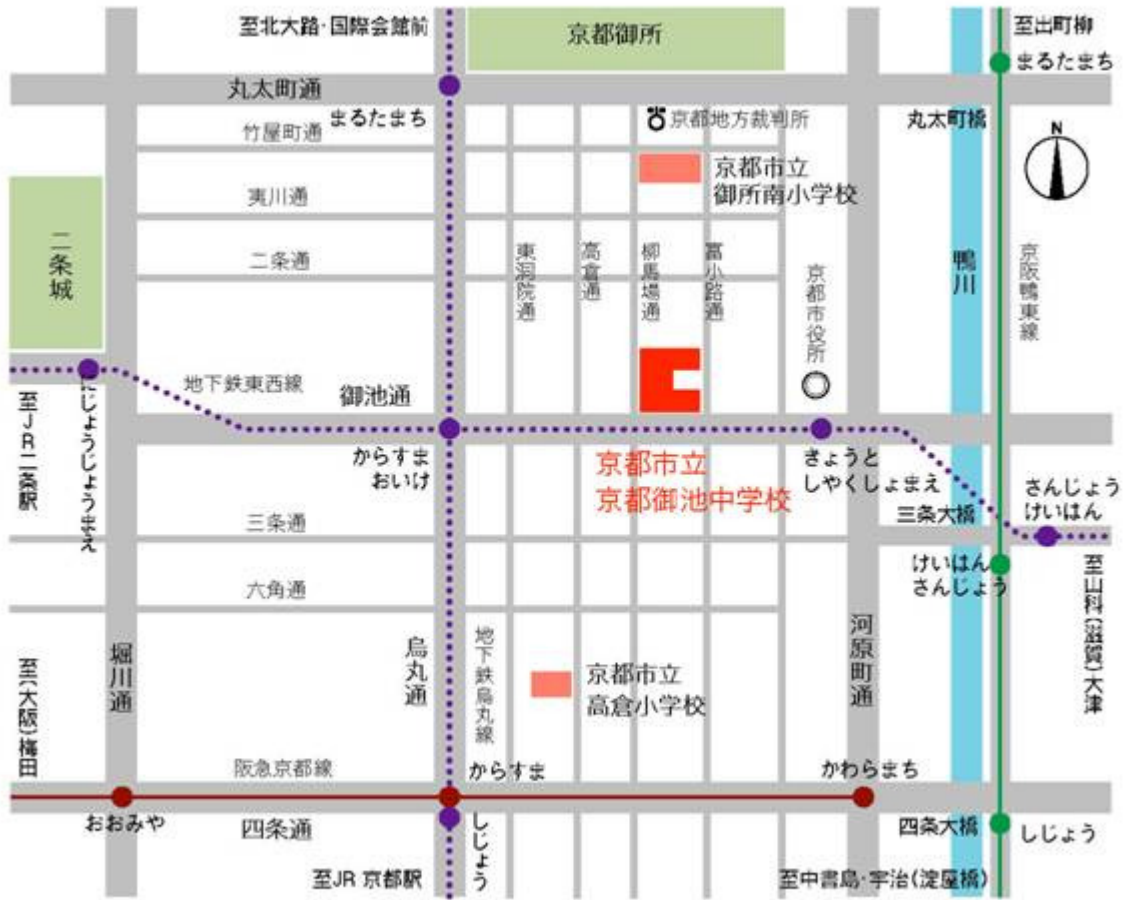 至北大路・国際会館前
京都御所
至出町柳
まるたまち
丸太町通
まるたまち
京都地方裁判所
丸太町橋
竹屋町通
N
京都市立
御所南小学校
夷川通
二条城
二条通
東洞院通
高倉通
柳馬場通
富小路通
京都市役所
鴨川
京阪鴨東線
地下鉄東西線
御池通
にじょうじょうまえ
至JR二条駅
からすま
おいけ
京都市立
京都御池中学校
きょうと
しやくしょまえ
さんじょう
けいはん
三条大橋
三条通
けいはん
さんじょう
六角通
至山科(滋賀)大津
堀川通
烏丸通
地下鉄烏丸線
京都市立
高倉小学校
河原町通
至(大阪)梅田
阪急京都線
からすま
かわらまち
おおみや
四条通
しじょう
四条大橋
しじょう
至JR 京都駅
至中書島・宇治(淀屋橋)